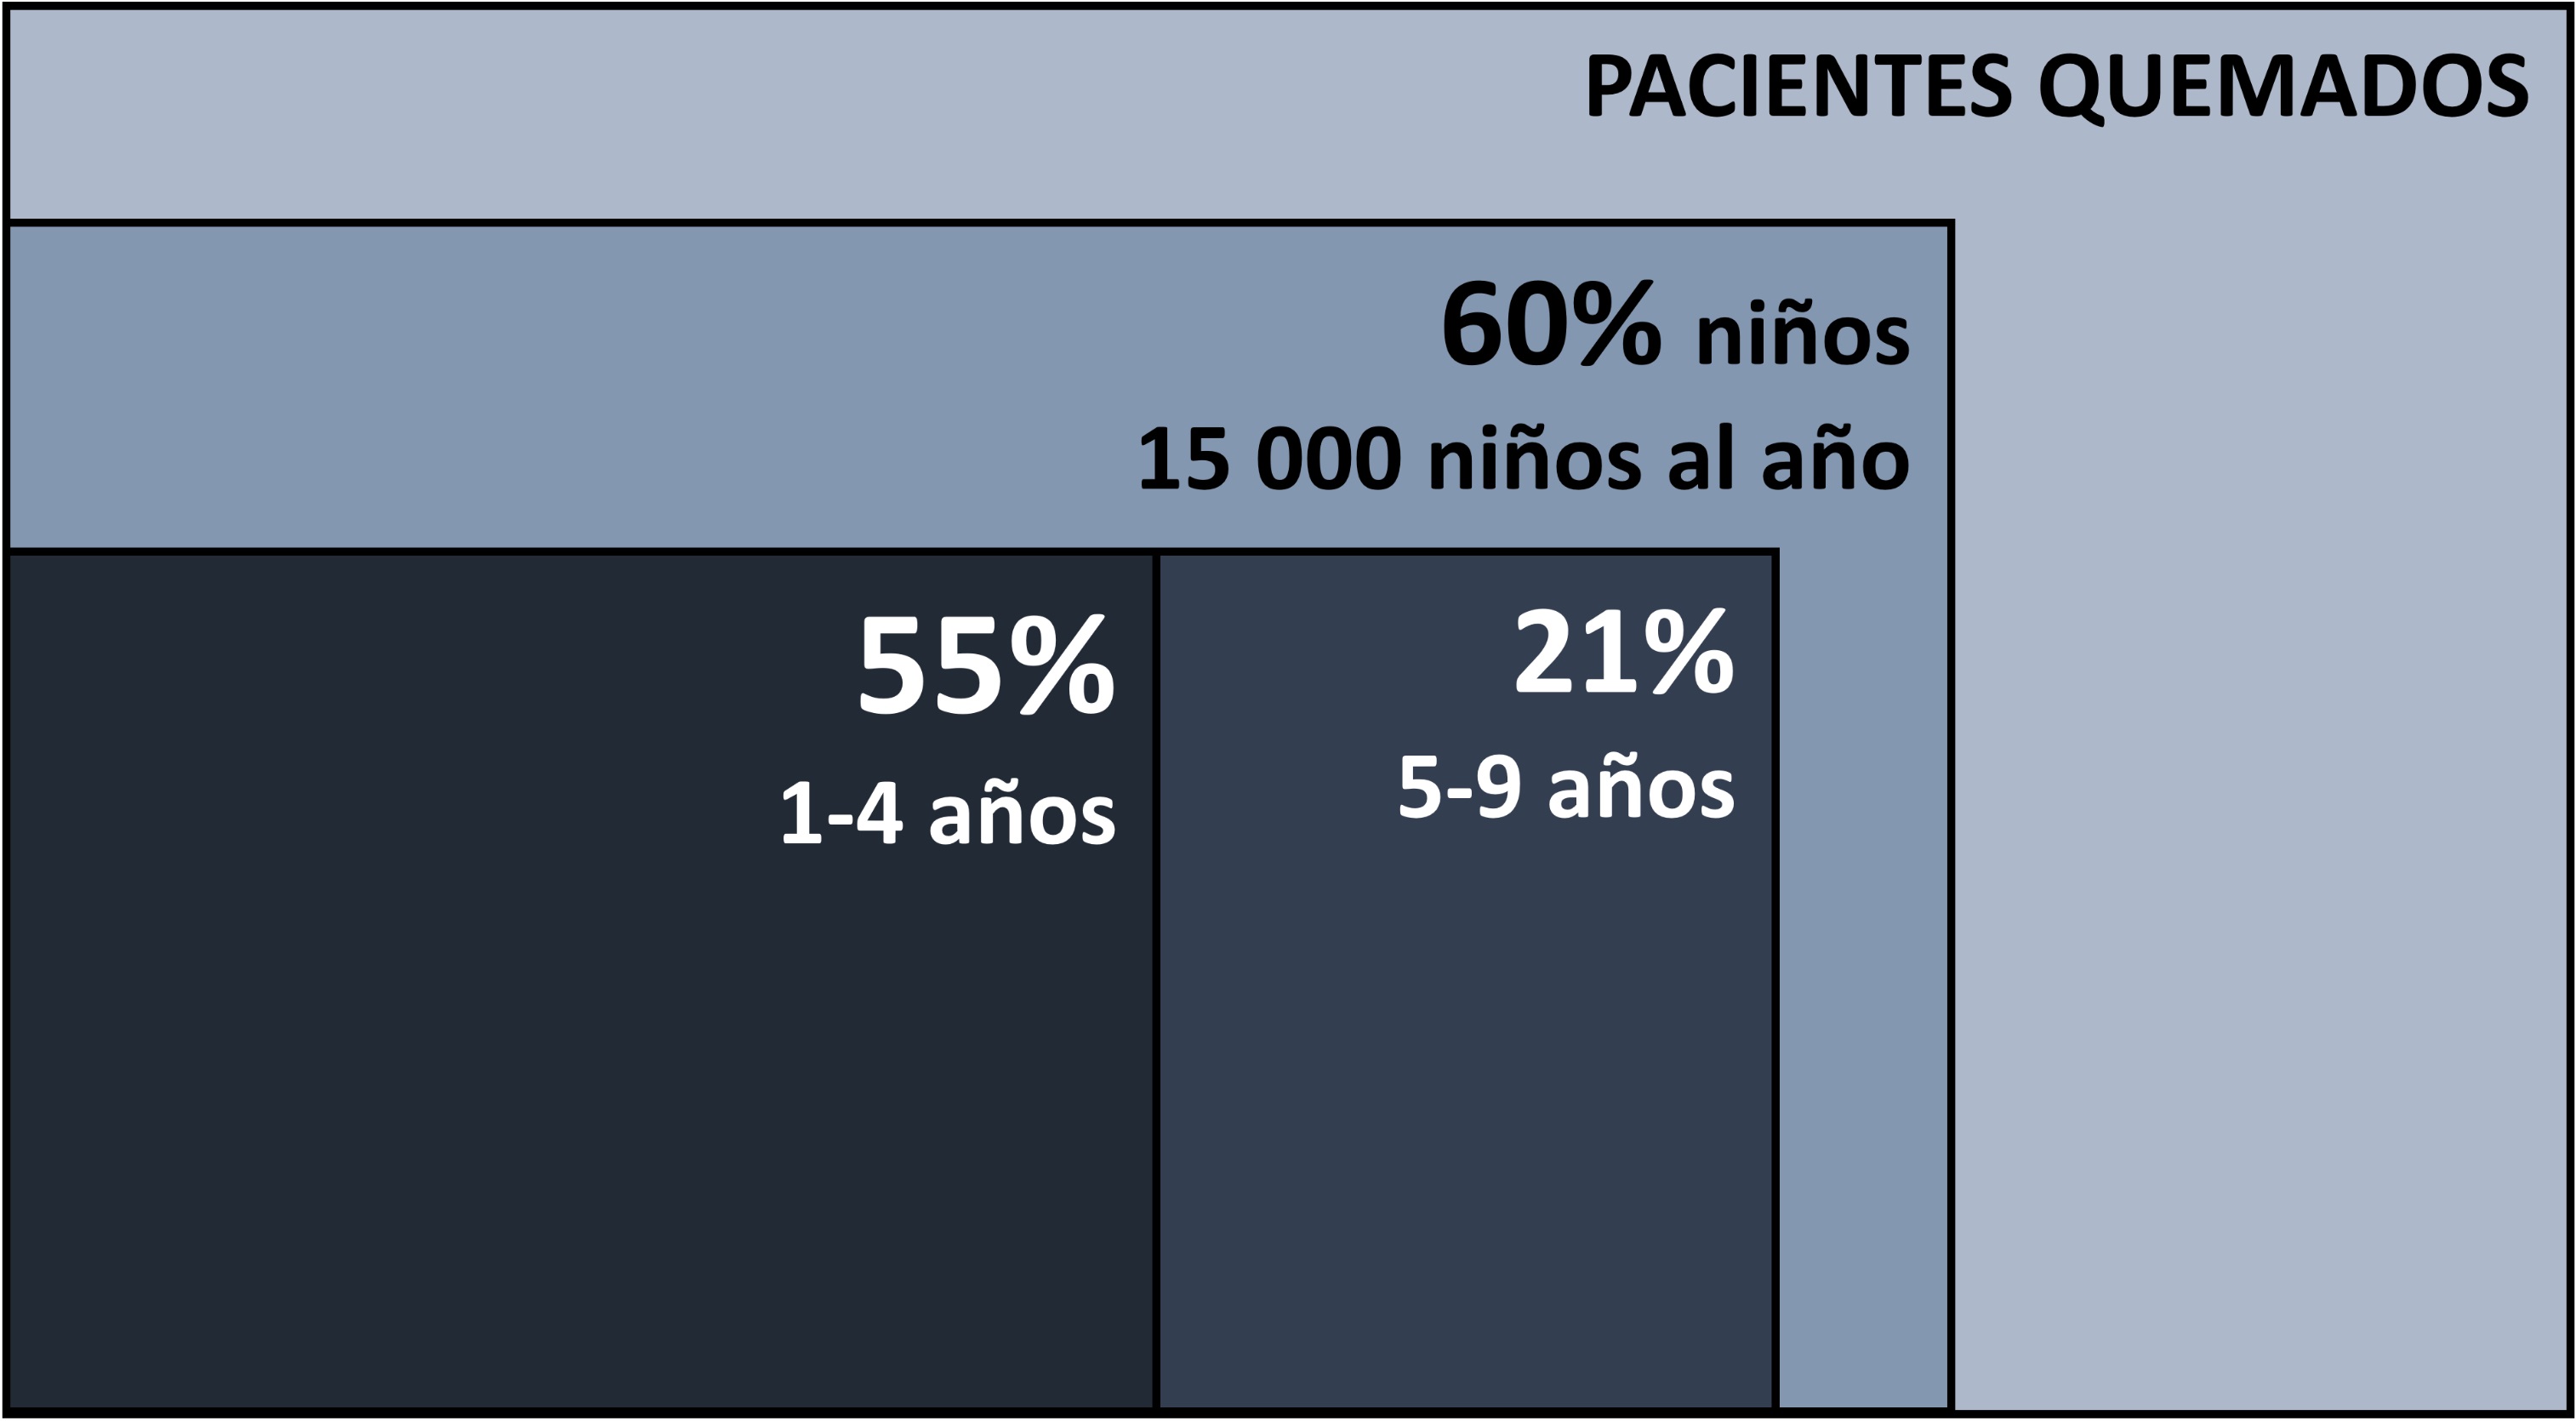 PACIENTES QUEMADOS
60% niños
15 000 niños al año
55%
1-4 años
21%
5-9 años